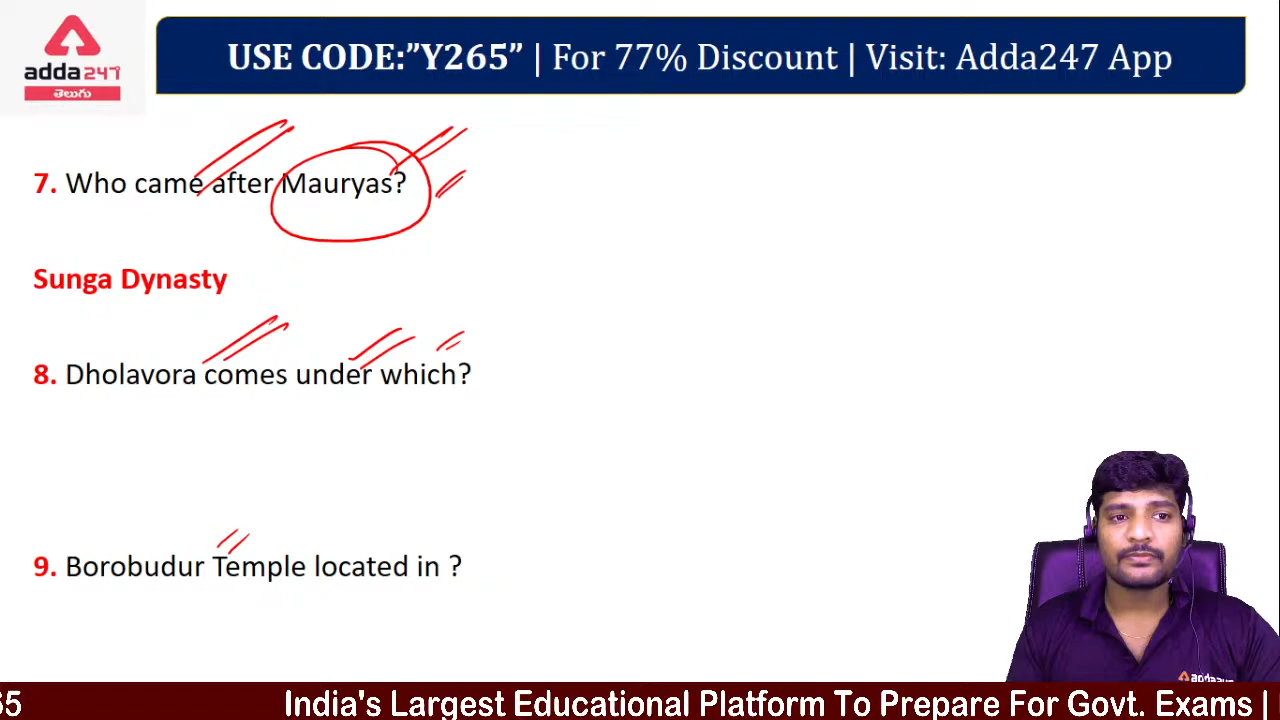 adda247
తెలుగు
USE CODE:”Y265” | For 77% Discount | Visit: Adda247 App
7. Who came after Mauryas?
Sunga Dynasty
8. Dholavora comes under which?
9. Borobudur Temple located in ?
65 India's Largest Educational Platform To Prepare For Govt. Exams |